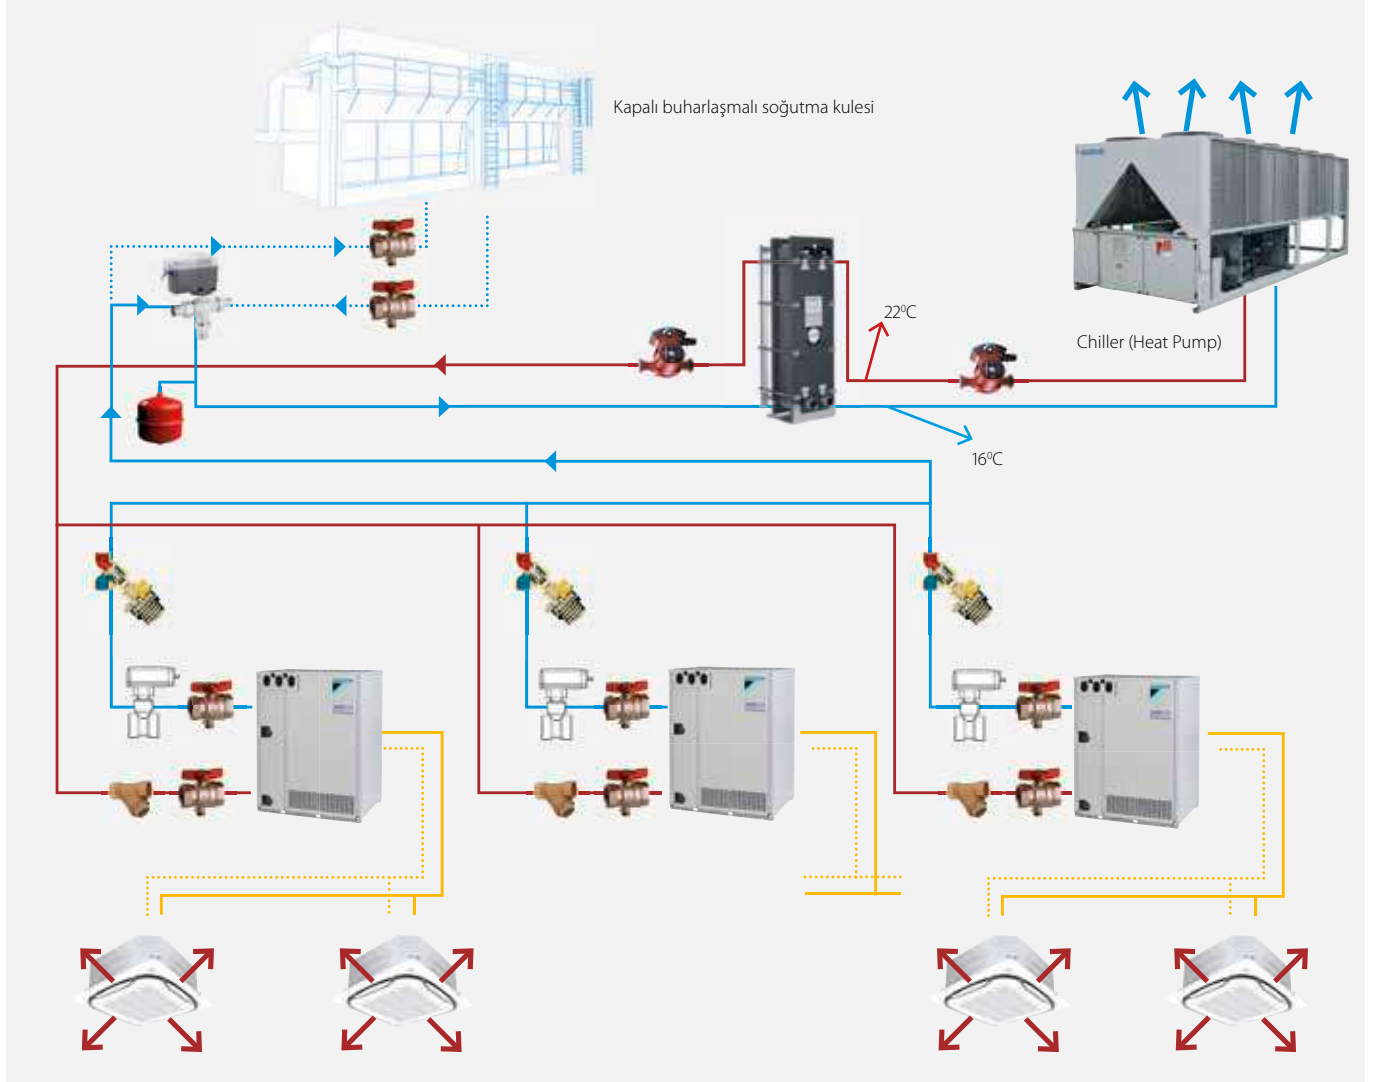 Kapalı buharlaşmalı soğutma kulesi
22⁰C
Chiller (Heat Pump)
16⁰C